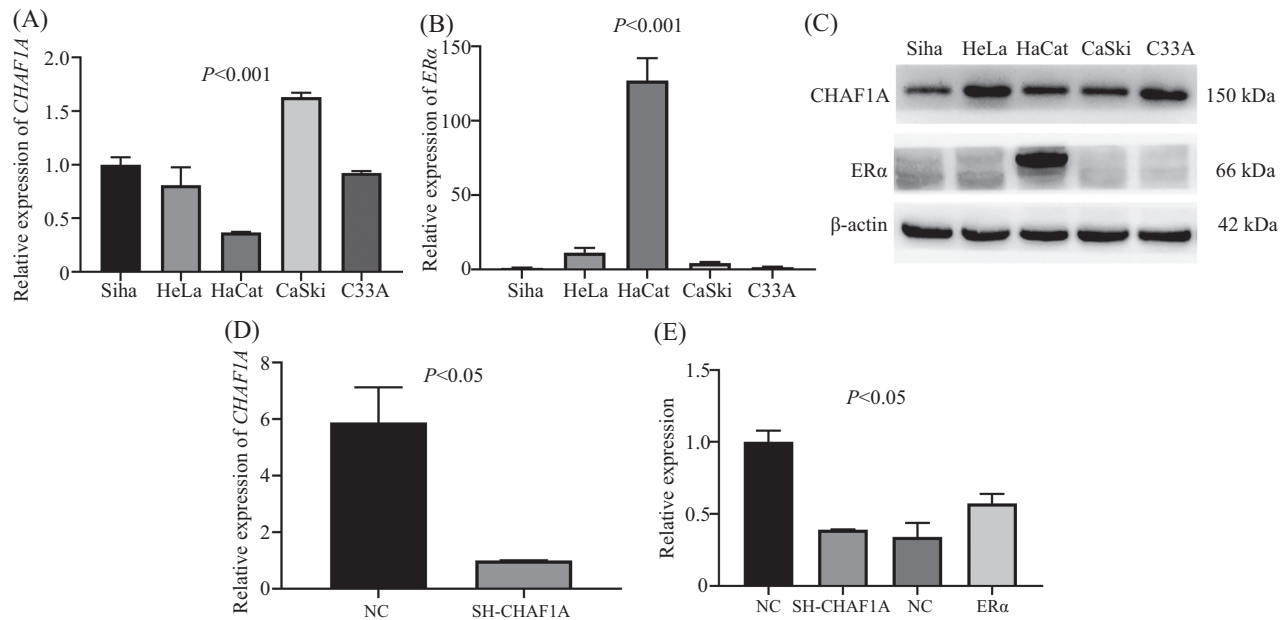 (A)
Relative expression of CHAF1A
P<0.001
2.0
1.5
1.0
0.5
0
Siha HeLa HaCat CaSki C33A
(B)
Relative expression of ERα
P<0.001
150
100
50
0
Siha HeLa HaCat CaSki C33A
(C)
Siha HeLa HaCat CaSki C33A
CHAF1A 150 kDa
ERα 66 kDa
β-actin 42 kDa
(D)
Relative expression of CHAF1A
P<0.05
8
6
4
2
0
NC SH-CHAF1A
(E)
Relative expression
P<0.05
1.5
1.0
0.5
0
NC SH-CHAF1A NC ERα